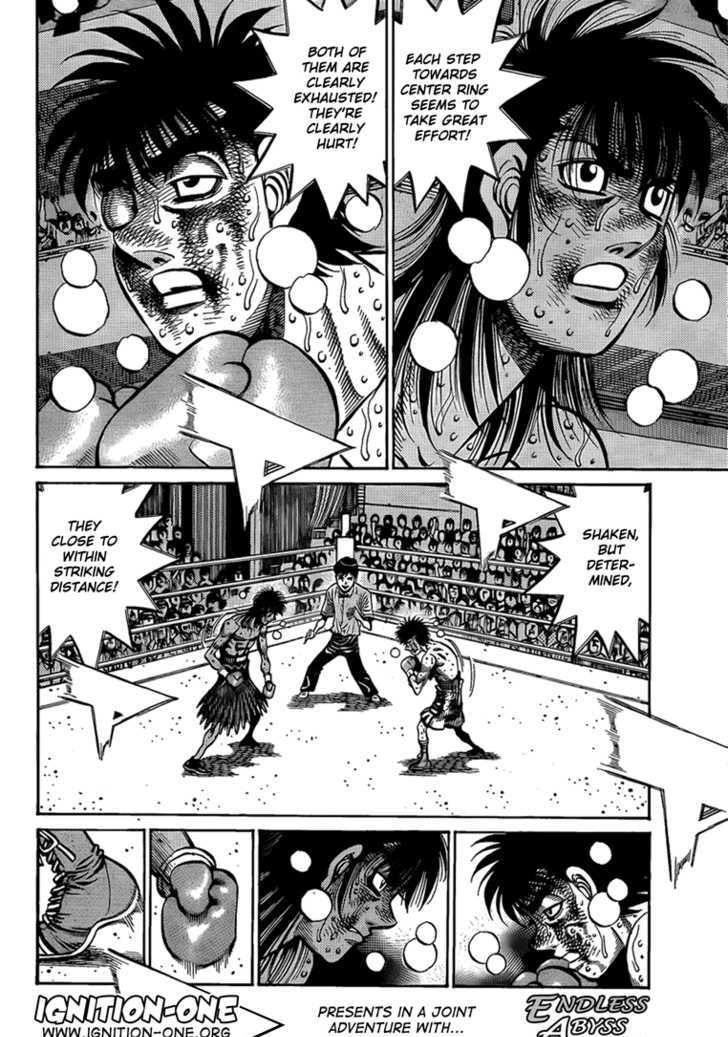 EACH STEP
TOWARDS
CENTER RING
SEEMS TO
TAKE GREAT
EFFORT!
BOTH OF
THEM ARE
CLEARLY
EXHAUSTED!
THEY'RE
CLEARLY
HURT!
SHAKEN,
BUT
DETER-
MINED,
THEY
CLOSE TO
WITHIN
STRIKING
DISTANCE!
IGNITION-ONE
WWW.IGNITION-ONE.ORG
PRESENTS IN A JOINT
ADVENTURE WITH...
ENDLESS
ABYSS